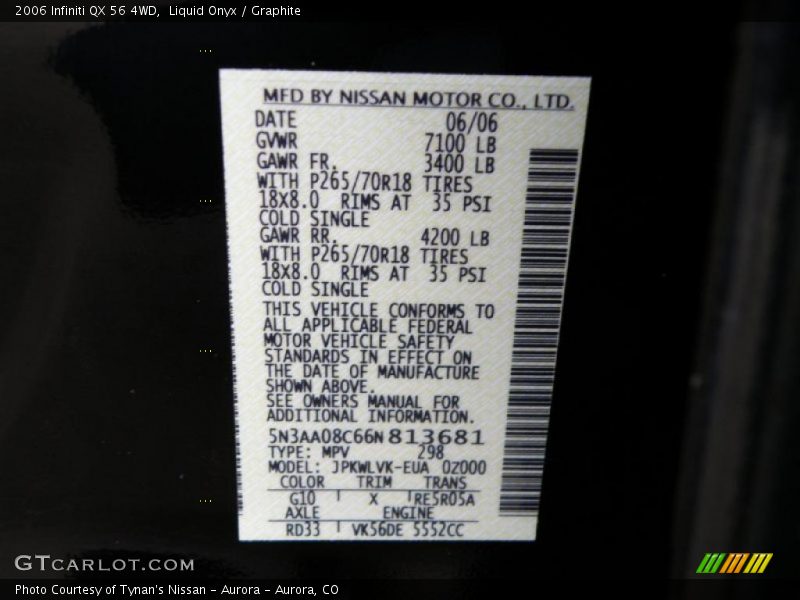 2006 Infiniti QX 56 4WD,  Liquid Onyx / Graphite
MFD BY NISSAN MOTOR CO., LTD.
DATE 06/06
GVWR 7100 LB
GAWR FR. 3400 LB
WITH P265/70R18 TIRES
18X8.0 RIMS AT 35 PSI
COLD SINGLE
GAWR RR. 4200 LB
WITH P265/70R18 TIRES
18X8.0 RIMS AT 35 PSI
COLD SINGLE
THIS VEHICLE CONFORMS TO
ALL APPLICABLE FEDERAL
MOTOR VEHICLE SAFETY
STANDARDS IN EFFECT ON
THE DATE OF MANUFACTURE
SHOWN ABOVE.
SEE OWNERS MANUAL FOR
ADDITIONAL INFORMATION.
5N3AA08C66N813681
TYPE: MPV 298
MODEL: JPKWLVK-EUA 0Z000
COLOR TRIM TRANS
G10 X RE5R05A
AXLE ENGINE
RD33 VK56DE 5552CC
GTCARLOT.COM
Photo Courtesy of Tynan's Nissan - Aurora - Aurora, CO